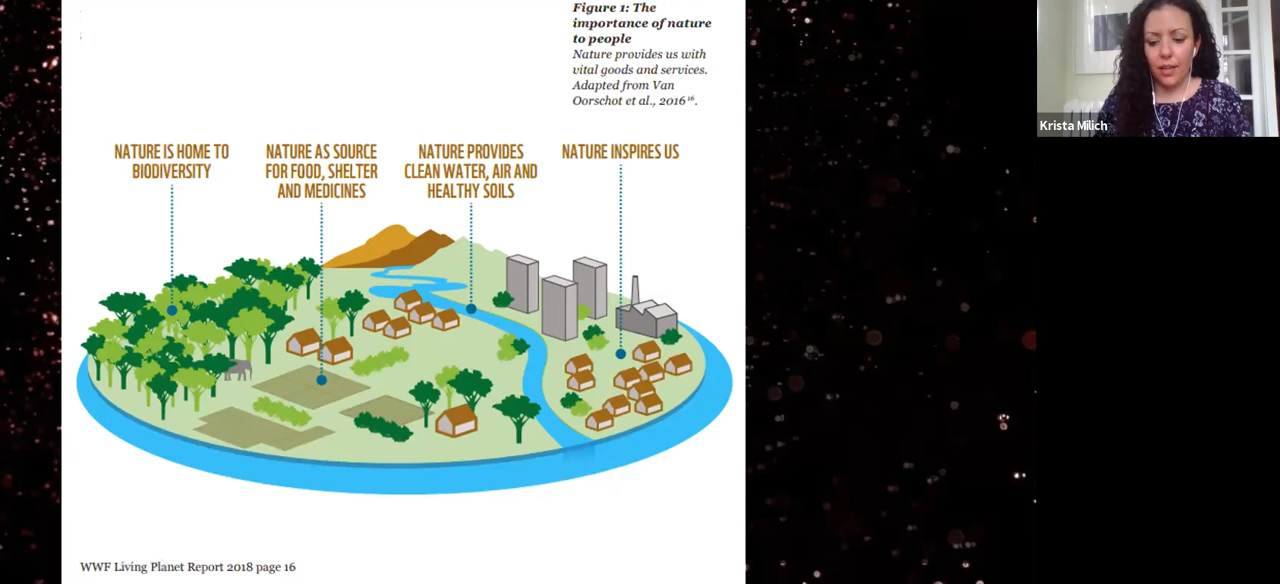 Figure 1: The
importance of nature
to people
Nature provides us with
vital goods and services.
Adapted from Van
Oorschot et al., 2016¹⁶.
Krista Milich
NATURE IS HOME TO
BIODIVERSITY
NATURE AS SOURCE
FOR FOOD, SHELTER
AND MEDICINES
NATURE PROVIDES
CLEAN WATER, AIR AND
HEALTHY SOILS
NATURE INSPIRES US
WWF Living Planet Report 2018 page 16